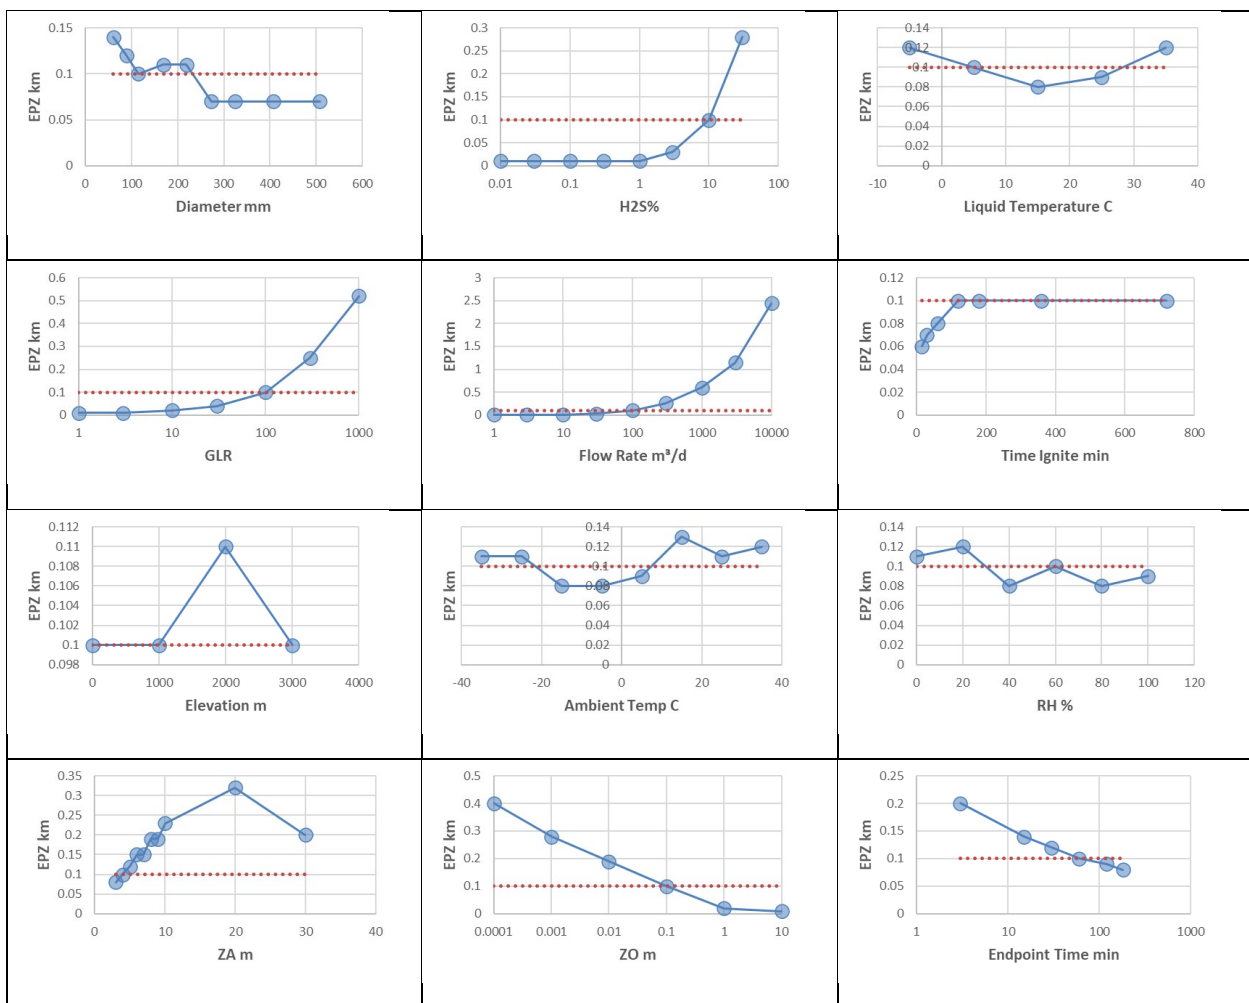 0.15
0.1
0.05
0
EPZ km
0 100 200 300 400 500 600
Diameter mm
0.3
0.25
0.2
0.15
0.1
0.05
0
EPZ km
0.01 0.1 1 10 100
H2S%
0.14
0.12
0.1
0.08
0.06
0.04
0.02
0
EPZ km
-10 0 10 20 30 40
Liquid Temperature C
0.6
0.5
0.4
0.3
0.2
0.1
0
EPZ km
1 10 100 1000
GLR
3
2.5
2
1.5
1
0.5
0
EPZ km
1 10 100 1000 10000
Flow Rate m³/d
0.12
0.1
0.08
0.06
0.04
0.02
0
EPZ km
0 200 400 600 800
Time Ignite min
0.112
0.11
0.108
0.106
0.104
0.102
0.1
0.098
EPZ km
0 1000 2000 3000 4000
Elevation m
0.14
0.12
0.1
0.08
0.06
0.04
0.02
0
EPZ km
-40 -20 0 20 40
Ambient Temp C
0.14
0.12
0.1
0.08
0.06
0.04
0.02
0
EPZ km
0 20 40 60 80 100 120
RH %
0.35
0.3
0.25
0.2
0.15
0.1
0.05
0
EPZ km
0 10 20 30 40
ZA m
0.5
0.4
0.3
0.2
0.1
0
EPZ km
0.0001 0.001 0.01 0.1 1 10
ZO m
0.25
0.2
0.15
0.1
0.05
0
EPZ km
1 10 100 1000
Endpoint Time min